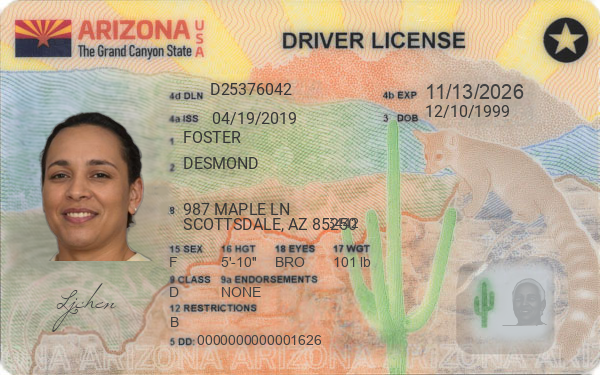 ARIZONA USA
The Grand Canyon State
DRIVER LICENSE
4d DLN D25376042
4b EXP 11/13/2026
4a ISS 04/19/2019
3 DOB 12/10/1999
1 FOSTER
2 DESMOND
8 987 MAPLE LN
SCOTTSDALE, AZ
15 SEX 16 HGT 18 EYES 17 WGT
F 5'-10" BRO 101 lb
9 CLASS 9a ENDORSEMENTS
D NONE
12 RESTRICTIONS
B
5 DD: 0000000000001626
ARIZONA ARIZONA ARIZONA ARIZONA